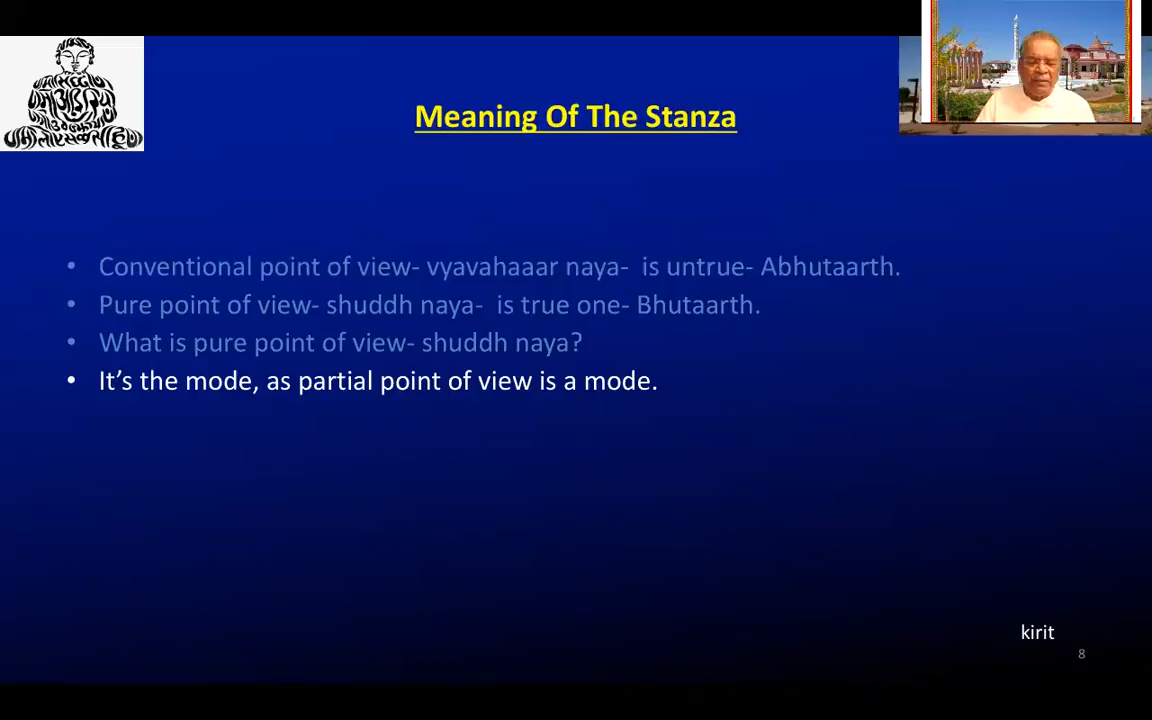 Meaning Of The Stanza
• Conventional point of view- vyavahaaar naya-  is untrue- Abhutaarth.
• Pure point of view- shuddh naya-  is true one- Bhutaarth.
• What is pure point of view- shuddh naya?
• It’s the mode, as partial point of view is a mode.
kirit
8